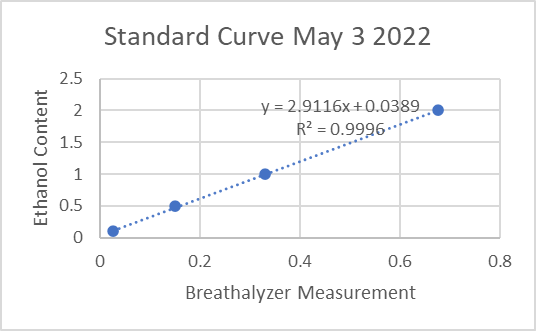 Standard Curve May 3 2022
2.5
2
1.5
1
0.5
0
Ethanol Content
y = 2.9116x + 0.0389
R² = 0.9996
0 0.2 0.4 0.6 0.8
Breathalyzer Measurement